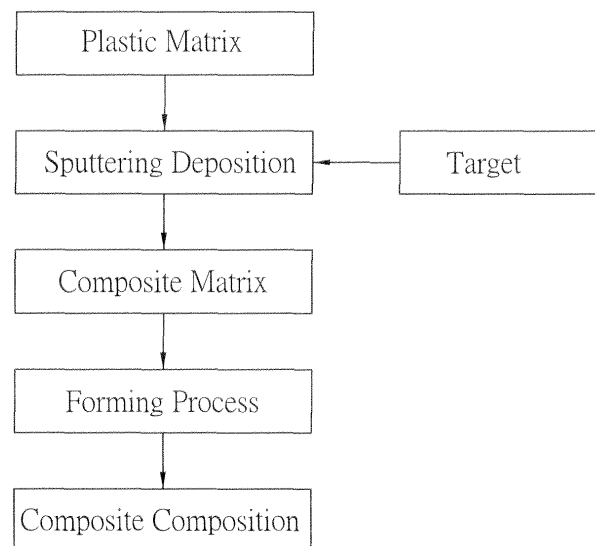 Plastic Matrix
Sputtering Deposition
Target
Composite Matrix
Forming Process
Composite Composition